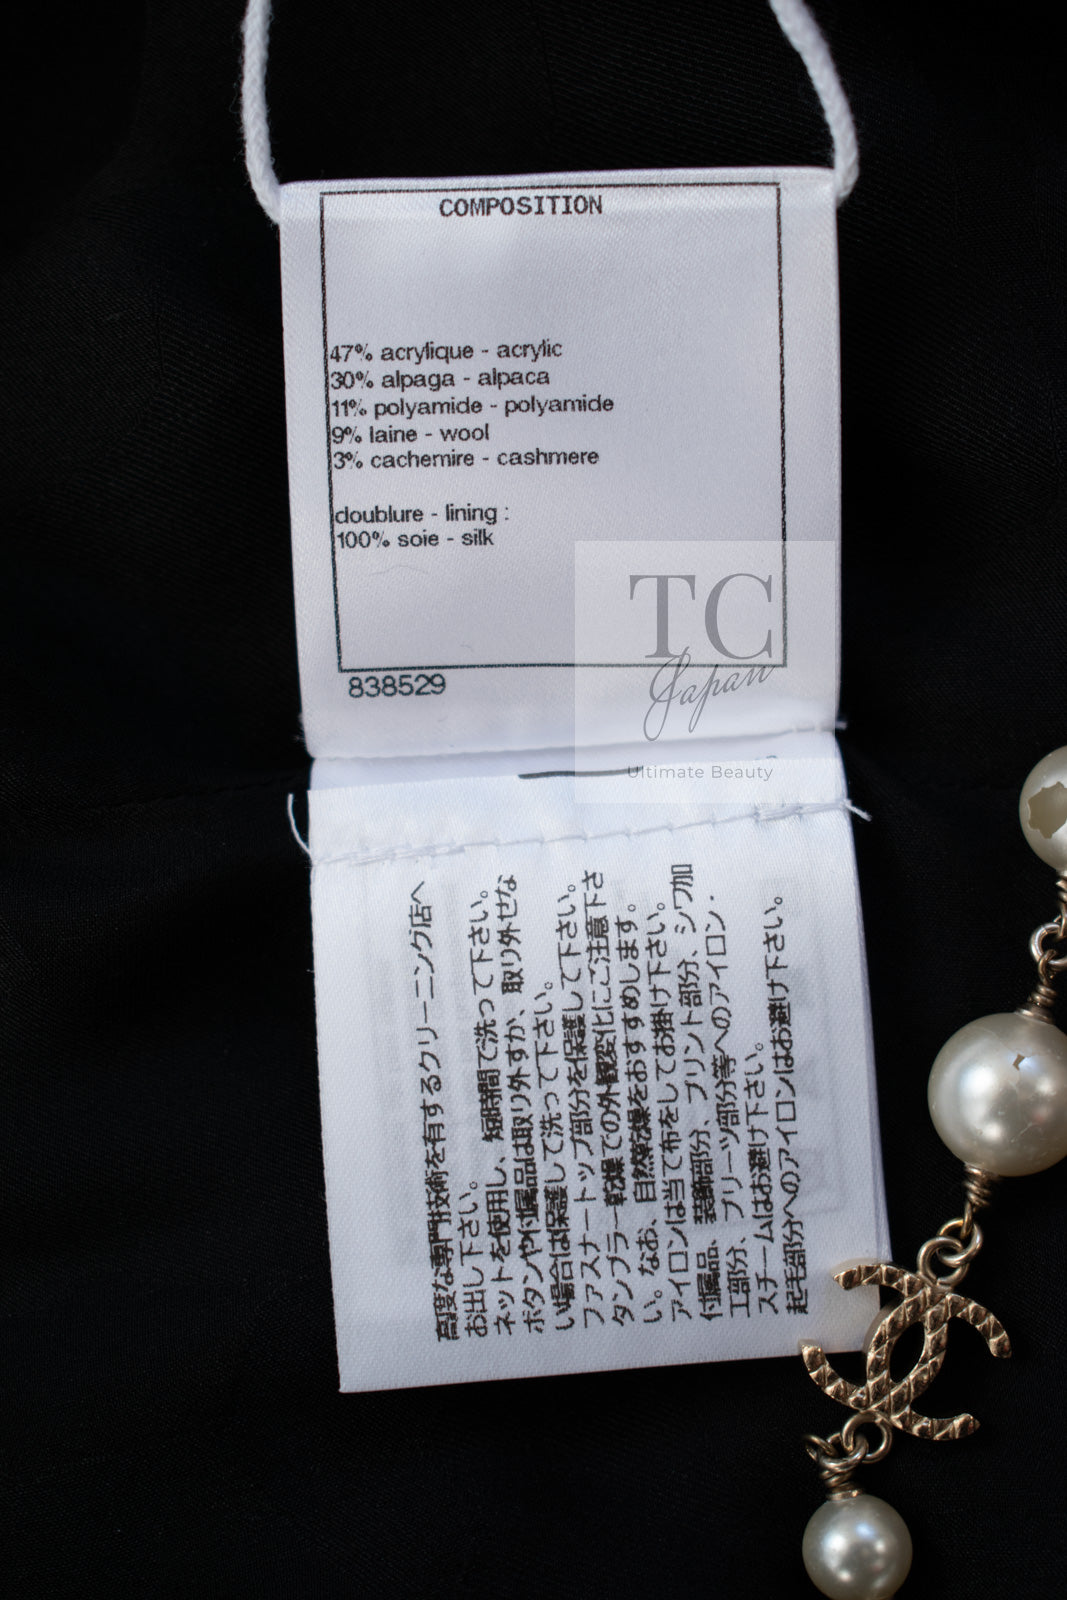 COMPOSITION
47% acrylique - acrylic
30% alpaga - alpaca
11% polyamide - polyamide
9% laine - wool
3% cachemire - cashmere
doublure - lining :
100% soie - silk
838529
TC
Japan
Ultimate Beauty
高度な専門技術を有するクリーニング店へ
お出し下さい。
ネットを使用し、短時間で洗って下さい。
ボタンや付属品は取り外すか、取り外せな
い場合は保護して洗って下さい。
ファスナートップ部分を保護して下さい。
タンブラー乾燥での外観変化にご注意下さ
い。なお、自然乾燥をおすすめします。
アイロンは当て布をしてお掛け下さい。
付属品、装飾部分、プリント部分、シワ加
工部分、プリーツ部分等へのアイロン・
スチームはお避け下さい。
起毛部分へのアイロンはお避け下さい。